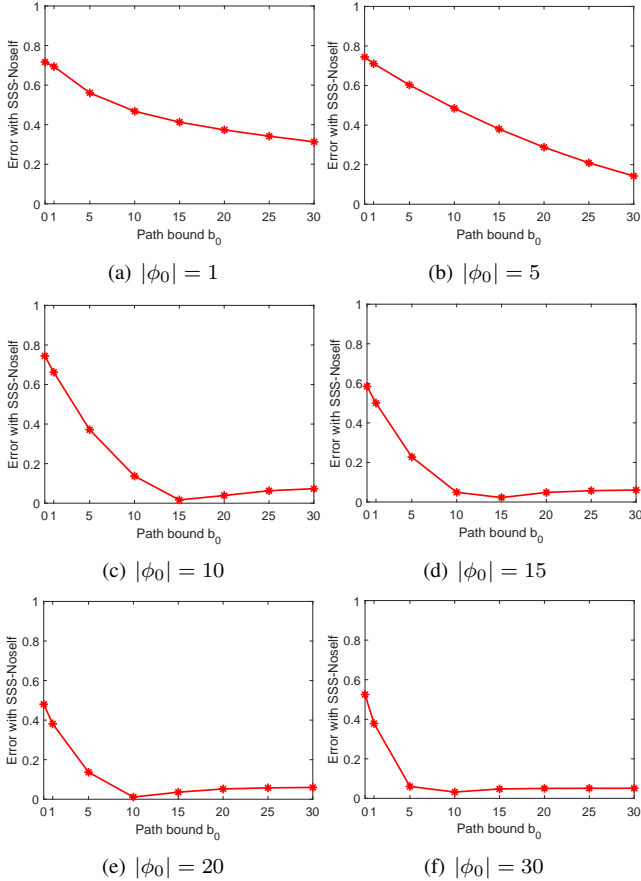 1
0.8
0.6
0.4
0.2
0
Error with SSS-Noself
0 1 5 10 15 20 25 30
Path bound b0
(a) |ϕ0| = 1
1
0.8
0.6
0.4
0.2
0
Error with SSS-Noself
0 1 5 10 15 20 25 30
Path bound b0
(b) |ϕ0| = 5
1
0.8
0.6
0.4
0.2
0
Error with SSS-Noself
0 1 5 10 15 20 25 30
Path bound b0
(c) |ϕ0| = 10
1
0.8
0.6
0.4
0.2
0
Error with SSS-Noself
0 1 5 10 15 20 25 30
Path bound b0
(d) |ϕ0| = 15
1
0.8
0.6
0.4
0.2
0
Error with SSS-Noself
0 1 5 10 15 20 25 30
Path bound b0
(e) |ϕ0| = 20
1
0.8
0.6
0.4
0.2
0
Error with SSS-Noself
0 1 5 10 15 20 25 30
Path bound b0
(f) |ϕ0| = 30